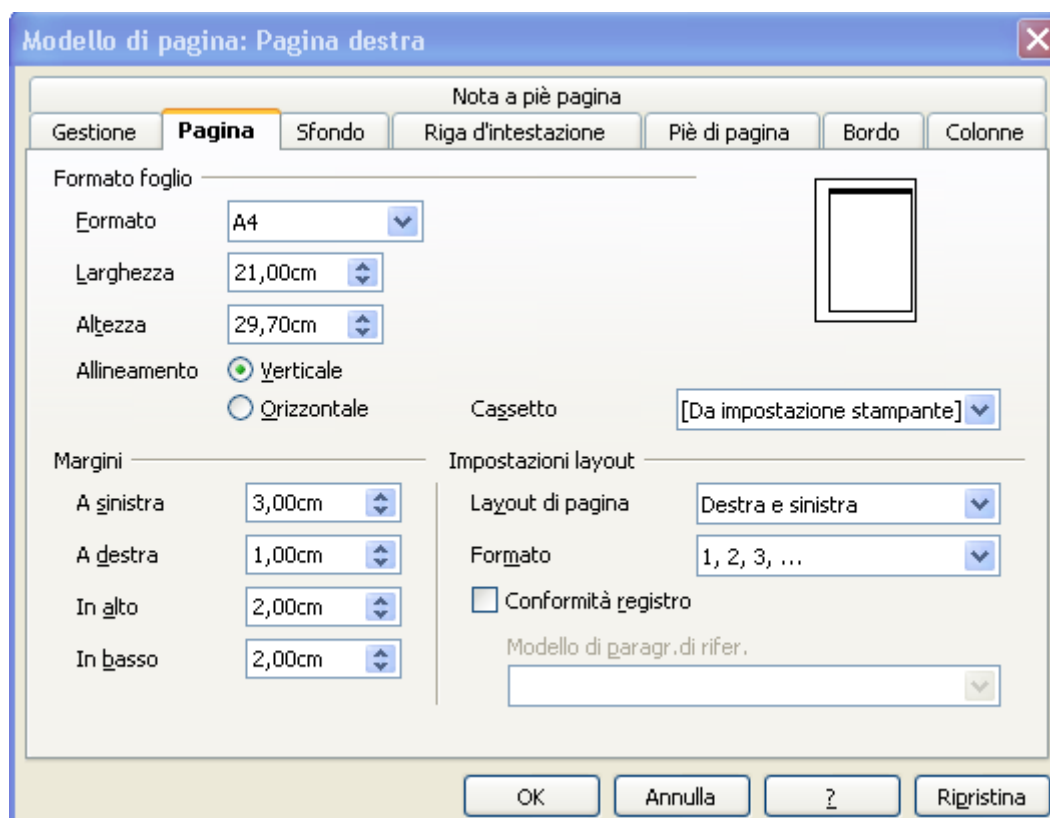 Modello di pagina: Pagina destra
Nota a piè pagina
Gestione Pagina Sfondo Riga d'intestazione Piè di pagina Bordo Colonne
Formato foglio
Formato A4
Larghezza 21,00cm
Altezza 29,70cm
Allineamento Verticale
Orizzontale Cassetto [Da impostazione stampante]
Margini Impostazioni layout
A sinistra 3,00cm Layout di pagina Destra e sinistra
A destra 1,00cm Formato 1, 2, 3, ...
In alto 2,00cm Conformità registro
In basso 2,00cm Modello di paragr.di rifer.
OK Annulla ? Ripristina